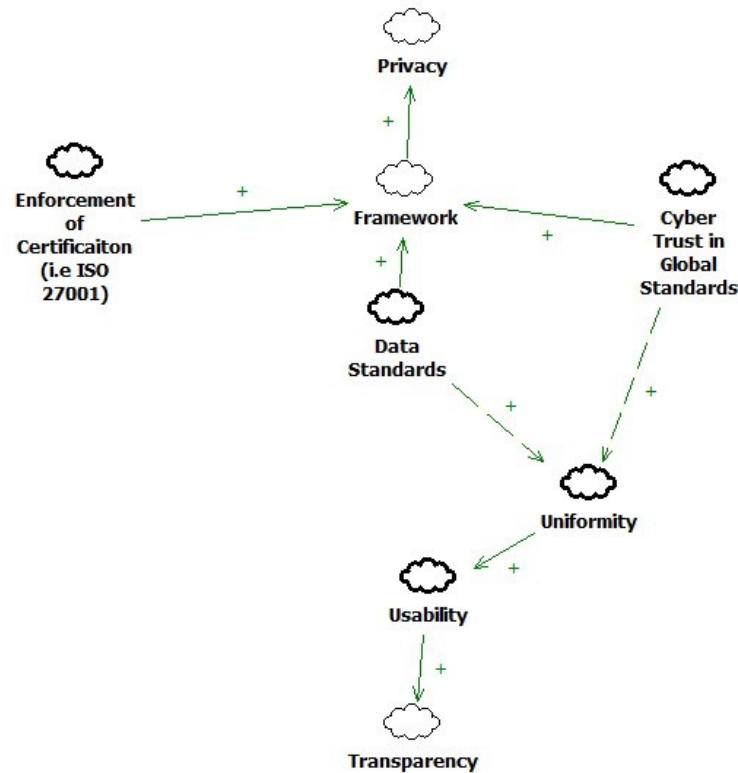 Privacy
+
Enforcement
of
Certificaiton
(i.e ISO
27001)
+
Framework
+
Cyber
Trust in
Global
Standards
+
Data
Standards
+
+
Uniformity
+
Usability
+
Transparency